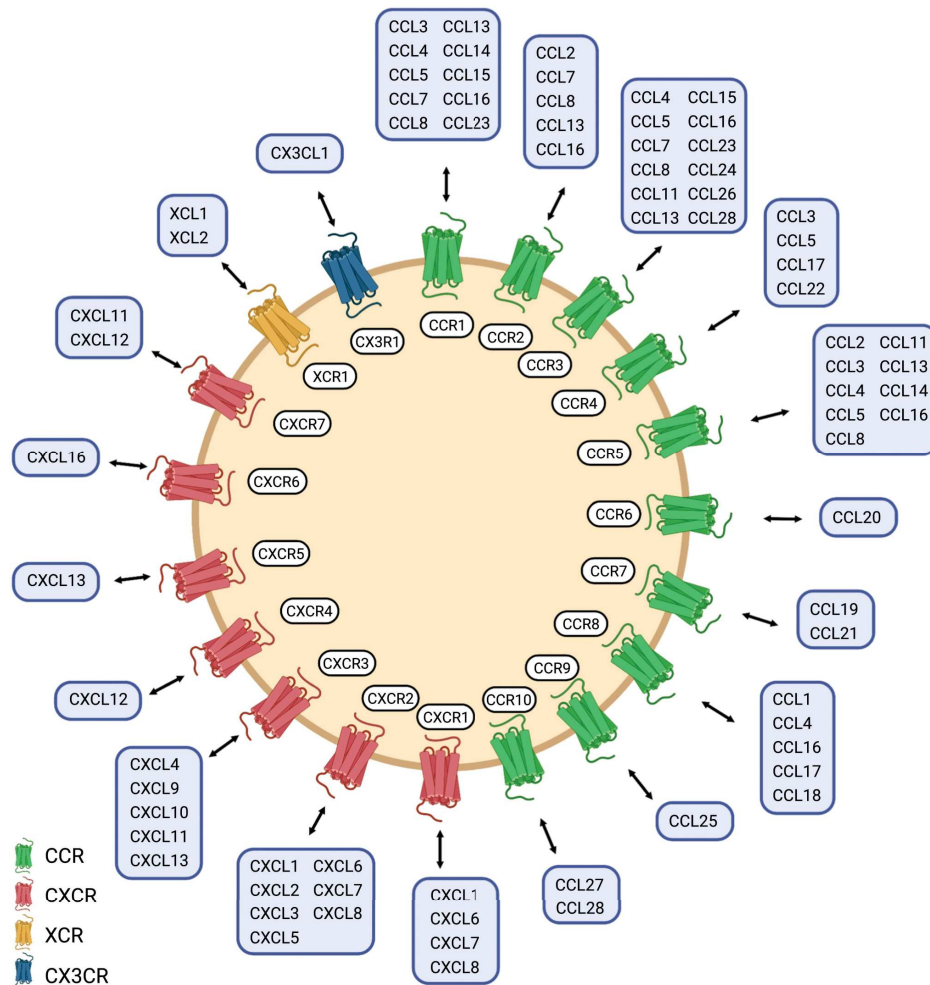 CCL3 CCL13
CCL4 CCL14
CCL5 CCL15
CCL7 CCL16
CCL8 CCL23
CCL2
CCL7
CCL8
CCL13
CCL16
CCL4 CCL15
CCL5 CCL16
CCL7 CCL23
CCL8 CCL24
CCL11 CCL26
CCL13 CCL28
CCL3
CCL5
CCL17
CCL22
CCL2 CCL11
CCL3 CCL13
CCL4 CCL14
CCL5 CCL16
CCL8
CCL20
CCL19
CCL21
CCL1
CCL4
CCL16
CCL17
CCL18
CCL25
CCL27
CCL28
CXCL1
CXCL6
CXCL7
CXCL8
CXCL1 CXCL6
CXCL2 CXCL7
CXCL3 CXCL8
CXCL5
CXCL4
CXCL9
CXCL10
CXCL11
CXCL13
CXCL12
CXCL13
CXCL16
CXCL11
CXCL12
XCL1
XCL2
CX3CL1
CCR1
CCR2
CCR3
CCR4
CCR5
CCR6
CCR7
CCR8
CCR9
CCR10
CXCR1
CXCR2
CXCR3
CXCR4
CXCR5
CXCR6
CXCR7
XCR1
CX3R1
CCR
CXCR
XCR
CX3CR